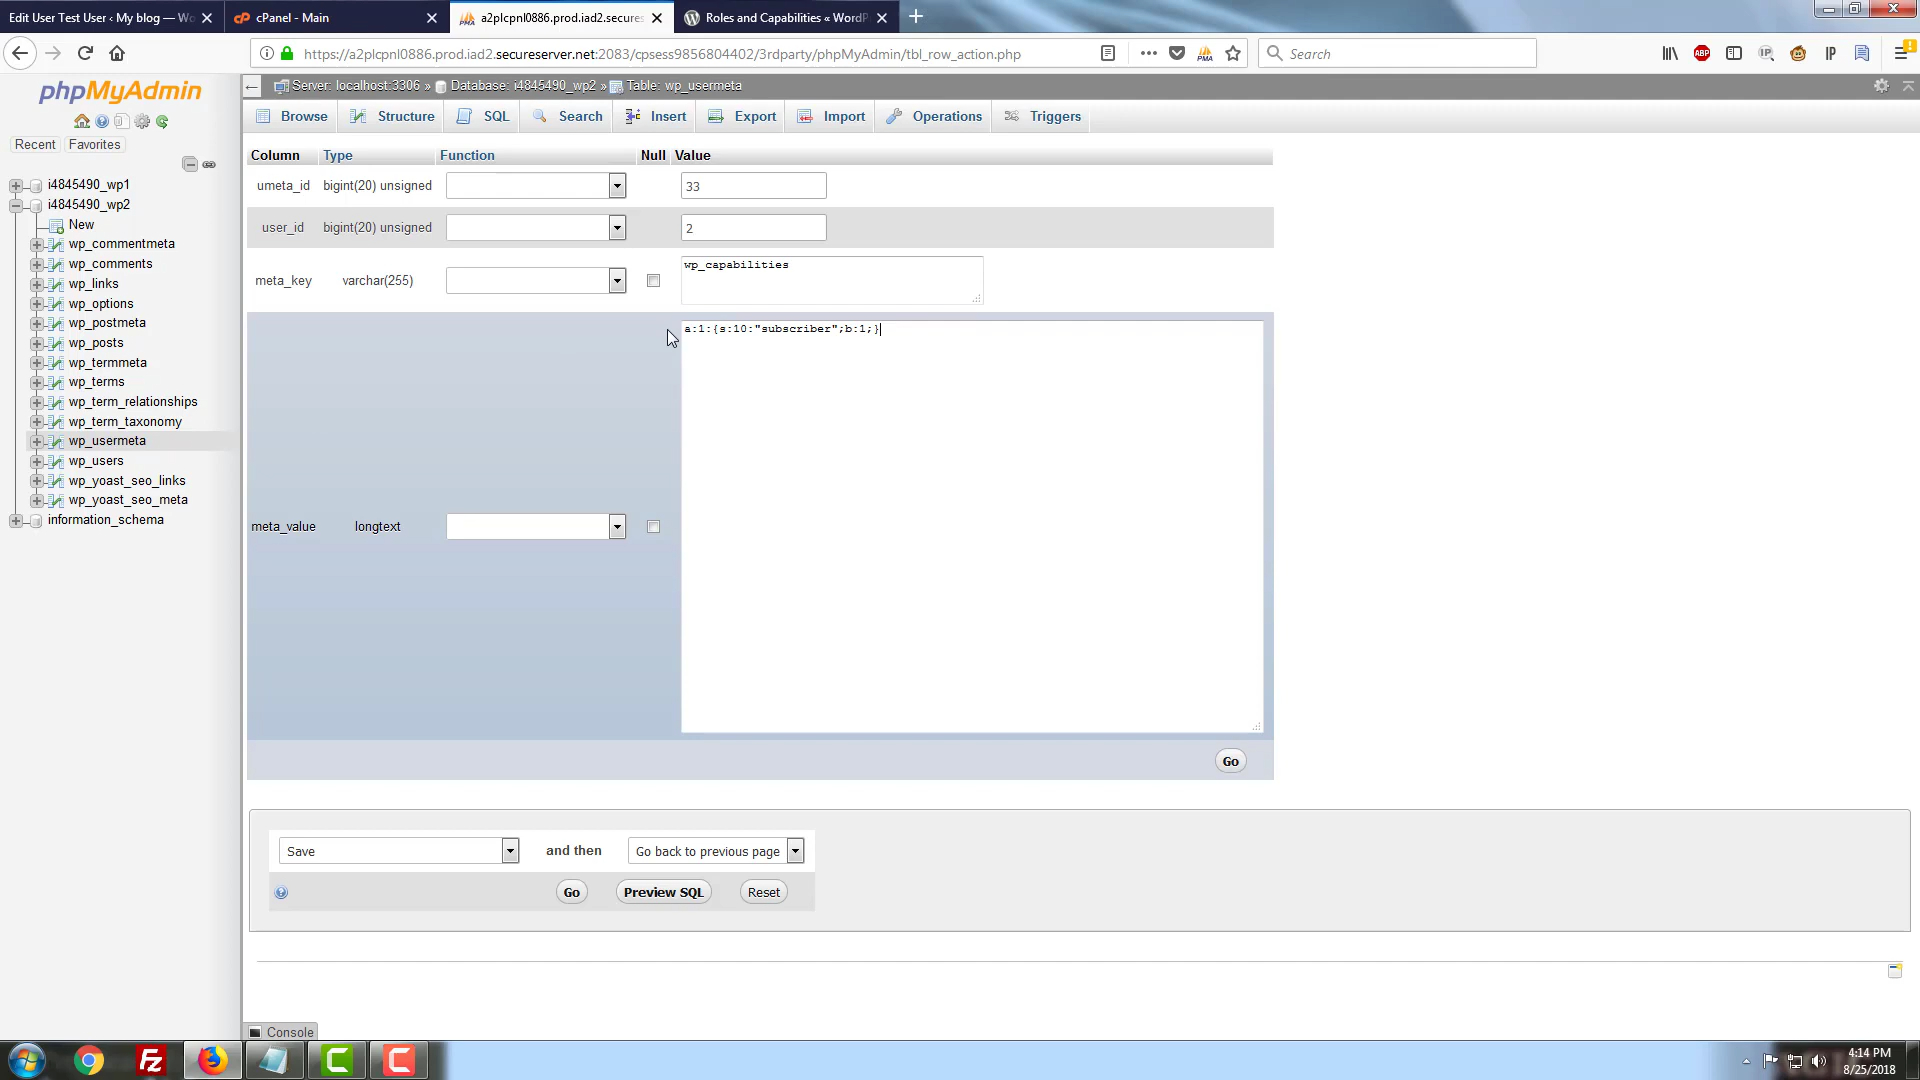 Edit User Test User ‹ My blog — Wo
cPanel - Main
a2plcpnl0886.prod.iad2.secures
Roles and Capabilities « WordP
https://a2plcpnl0886.prod.iad2.secureserver.net:2083/cpsess9856804402/3rdparty/phpMyAdmin/tbl_row_action.php
PMA
Search
ABP
IP
phpMyAdmin
Server: localhost:3306 » Database: i4845490_wp2 » Table: wp_usermeta
Browse
Structure
SQL
Search
Insert
Export
Import
Operations
Triggers
Recent
Favorites
i4845490_wp1
i4845490_wp2
New
wp_commentmeta
wp_comments
wp_links
wp_options
wp_postmeta
wp_posts
wp_termmeta
wp_terms
wp_term_relationships
wp_term_taxonomy
wp_usermeta
wp_users
wp_yoast_seo_links
wp_yoast_seo_meta
information_schema
Column Type Function Null Value
umeta_id bigint(20) unsigned 33
user_id bigint(20) unsigned 2
meta_key varchar(255) wp_capabilities
a:1:{s:10:"subscriber";b:1;}
meta_value longtext
Go
Save and then Go back to previous page
Go Preview SQL Reset
Console
4:14 PM
8/25/2018